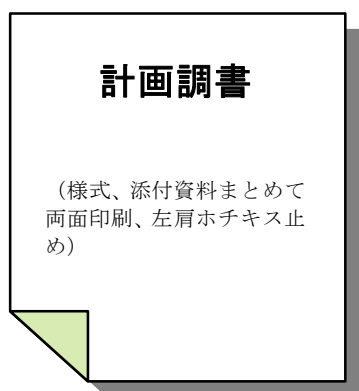 計画調書
（様式、添付資料まとめて
両面印刷、左肩ホチキス止
め）